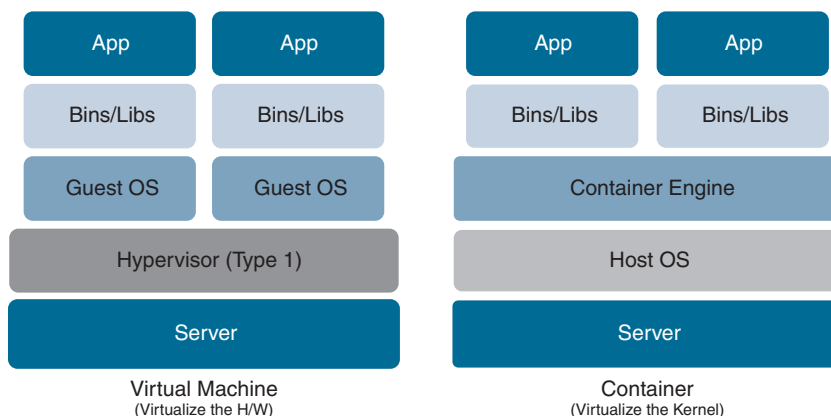 App
App
Bins/Libs
Bins/Libs
Guest OS
Guest OS
Hypervisor (Type 1)
Server
Virtual Machine
(Virtualize the H/W)
App
App
Bins/Libs
Bins/Libs
Container Engine
Host OS
Server
Container
(Virtualize the Kernel)